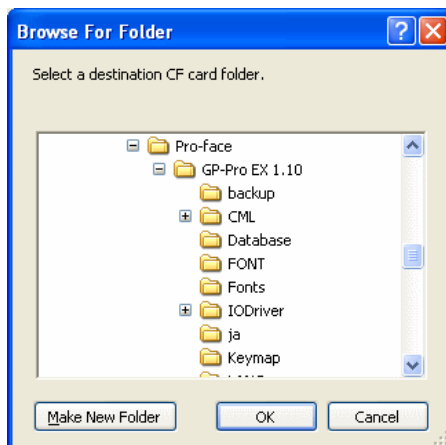 Browse For Folder
Select a destination CF card folder.
Pro-face
GP-Pro EX 1.10
backup
CML
Database
FONT
Fonts
IODriver
ja
Keymap
Make New Folder
OK
Cancel